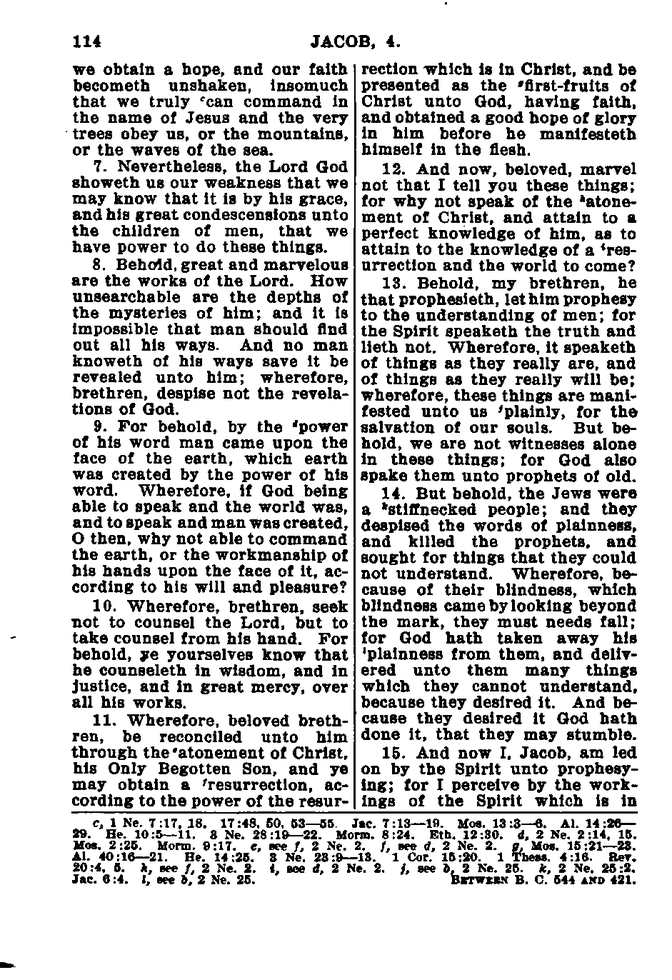 114
JACOB, 4.
we obtain a hope, and our faith
becometh unshaken, insomuch
that we truly ᶜcan command in
the name of Jesus and the very
trees obey us, or the mountains,
or the waves of the sea.
7. Nevertheless, the Lord God
showeth us our weakness that we
may know that it is by his grace,
and his great condescensions unto
the children of men, that we
have power to do these things.
8. Behold, great and marvelous
are the works of the Lord. How
unsearchable are the depths of
the mysteries of him; and it is
impossible that man should find
out all his ways. And no man
knoweth of his ways save it be
revealed unto him; wherefore,
brethren, despise not the revela-
tions of God.
9. For behold, by the ᵈpower
of his word man came upon the
face of the earth, which earth
was created by the power of his
word. Wherefore, if God being
able to speak and the world was,
and to speak and man was created,
O then, why not able to command
the earth, or the workmanship of
his hands upon the face of it, ac-
cording to his will and pleasure?
10. Wherefore, brethren, seek
not to counsel the Lord, but to
take counsel from his hand. For
behold, ye yourselves know that
he counseleth in wisdom, and in
justice, and in great mercy, over
all his works.
11. Wherefore, beloved breth-
ren, be reconciled unto him
through the ᵉatonement of Christ,
his Only Begotten Son, and ye
may obtain a ᶠresurrection, ac-
cording to the power of the resur-
rection which is in Christ, and be
presented as the ᵍfirst-fruits of
Christ unto God, having faith,
and obtained a good hope of glory
in him before he manifesteth
himself in the flesh.
12. And now, beloved, marvel
not that I tell you these things;
for why not speak of the ʰatone-
ment of Christ, and attain to a
perfect knowledge of him, as to
attain to the knowledge of a ⁱres-
urrection and the world to come?
13. Behold, my brethren, he
that prophesieth, let him prophesy
to the understanding of men; for
the Spirit speaketh the truth and
lieth not. Wherefore, it speaketh
of things as they really are, and
of things as they really will be;
wherefore, these things are mani-
fested unto us ʲplainly, for the
salvation of our souls. But be-
hold, we are not witnesses alone
in these things; for God also
spake them unto prophets of old.
14. But behold, the Jews were
a ᵏstiffnecked people; and they
despised the words of plainness,
and killed the prophets, and
sought for things that they could
not understand. Wherefore, be-
cause of their blindness, which
blindness came by looking beyond
the mark, they must needs fall;
for God hath taken away his
ˡplainness from them, and deliv-
ered unto them many things
which they cannot understand,
because they desired it. And be-
cause they desired it God hath
done it, that they may stumble.
15. And now I, Jacob, am led
on by the Spirit unto prophesy-
ing; for I perceive by the work-
ings of the Spirit which is in
c, 1 Ne. 7:17, 18. 17:48, 50, 53—55. Jac. 7:13—19. Mos. 13:3—6. Al. 14:26—
29. He. 10:5—11. 3 Ne. 28:19—22. Morm. 8:24. Eth. 12:30. d, 2 Ne. 2:14, 15.
Mos. 2:25. Morm. 9:17. e, see f, 2 Ne. 2. f, see d, 2 Ne. 2. g, Mos. 15:21—23.
Al. 40:16—21. He. 14:25. 3 Ne. 23:9—13. 1 Cor. 15:20. 1 Thess. 4:16. Rev.
20:4, 5. h, see f, 2 Ne. 2. i, see d, 2 Ne. 2. j, see b, 2 Ne. 25. k, 2 Ne. 25:2.
Jac. 6:4. l, see b, 2 Ne. 25. BETWEEN B. C. 544 AND 421.